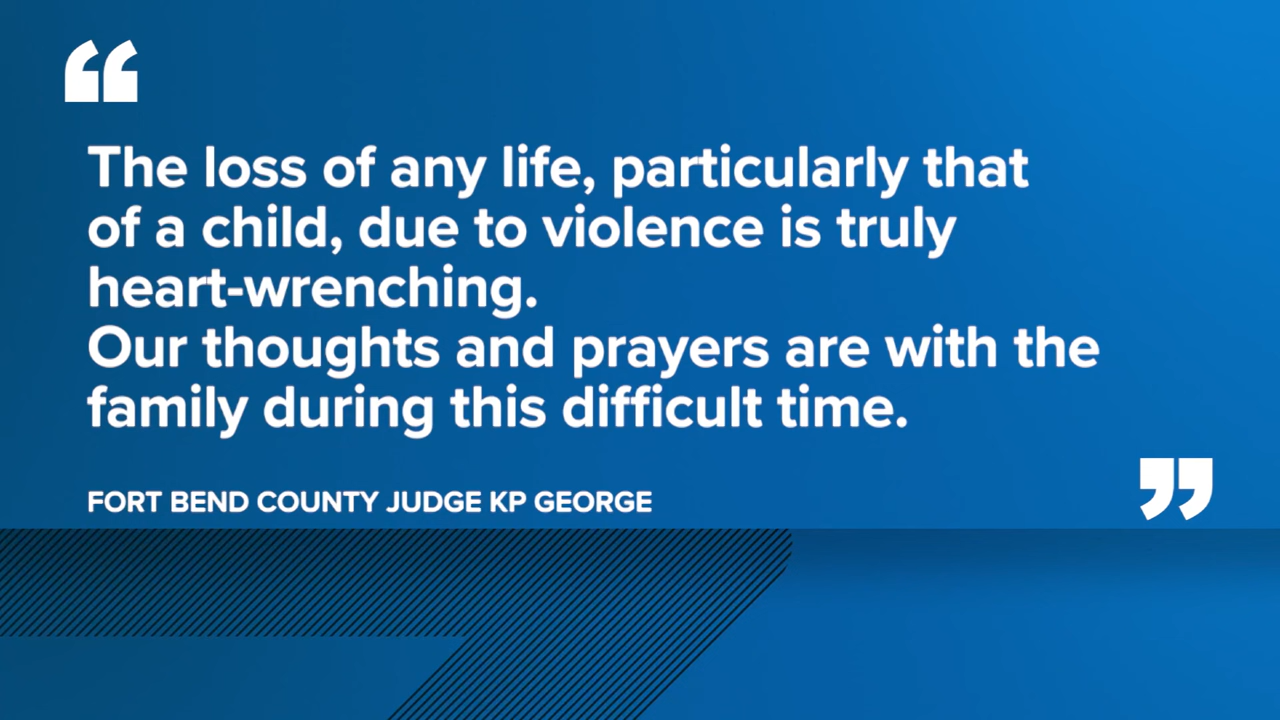 “
The loss of any life, particularly that
of a child, due to violence is truly
heart-wrenching.
Our thoughts and prayers are with the
family during this difficult time.
”
FORT BEND COUNTY JUDGE KP GEORGE